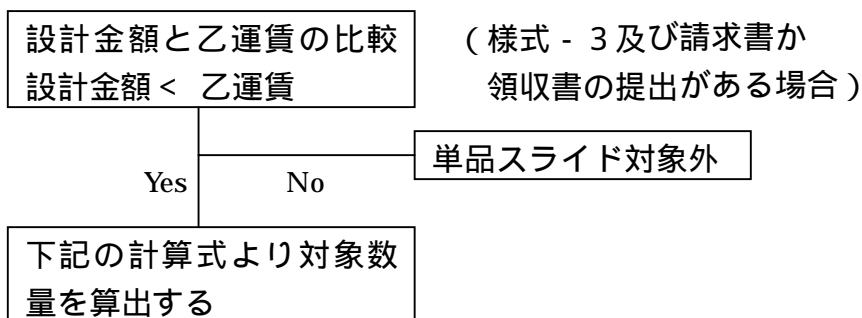 設計金額と乙運賃の比較
設計金額< 乙運賃
(様式-3及び請求書か
領収書の提出がある場合)
単品スライド対象外
Yes
No
下記の計算式より対象数
量を算出する